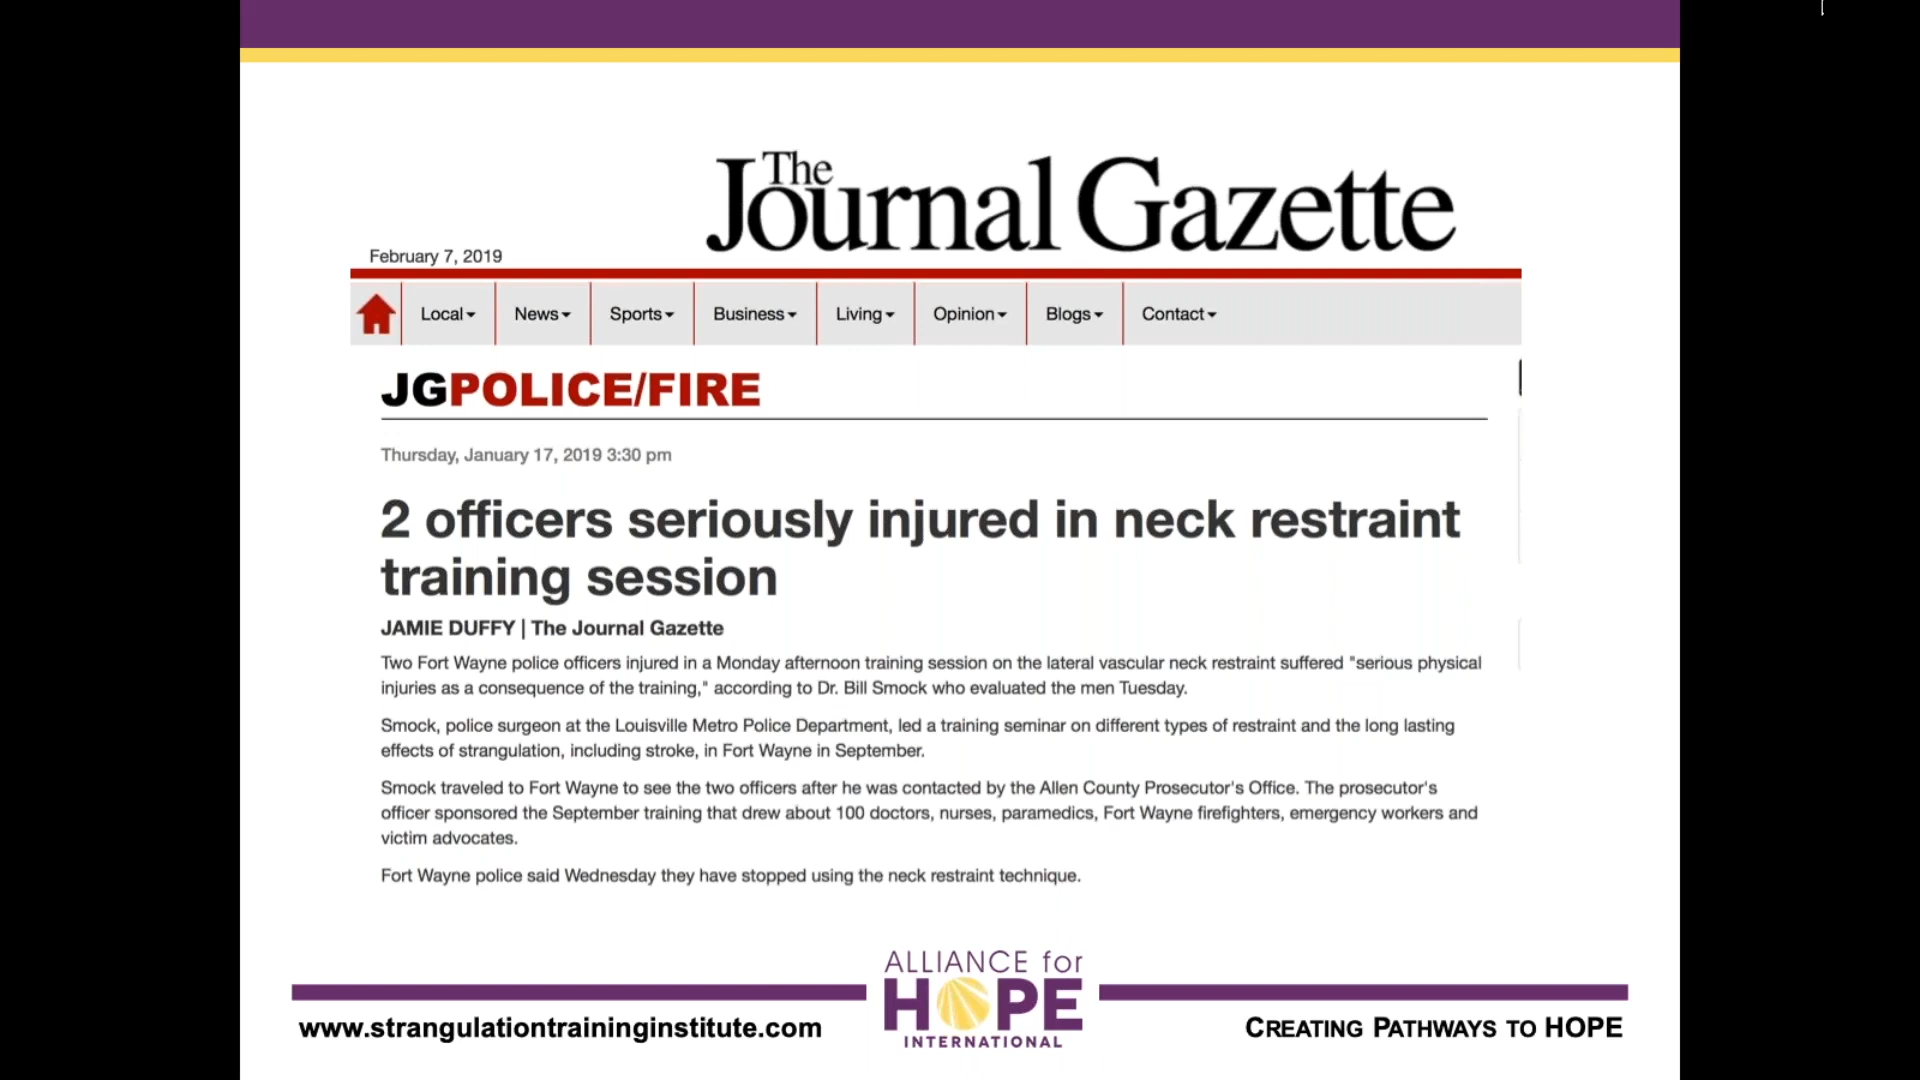 The Journal Gazette
February 7, 2019
Local News Sports Business Living Opinion Blogs Contact
JGPOLICE/FIRE
Thursday, January 17, 2019 3:30 pm
2 officers seriously injured in neck restraint
training session
JAMIE DUFFY | The Journal Gazette
Two Fort Wayne police officers injured in a Monday afternoon training session on the lateral vascular neck restraint suffered "serious physical
injuries as a consequence of the training," according to Dr. Bill Smock who evaluated the men Tuesday.
Smock, police surgeon at the Louisville Metro Police Department, led a training seminar on different types of restraint and the long lasting
effects of strangulation, including stroke, in Fort Wayne in September.
Smock traveled to Fort Wayne to see the two officers after he was contacted by the Allen County Prosecutor's Office. The prosecutor's
officer sponsored the September training that drew about 100 doctors, nurses, paramedics, Fort Wayne firefighters, emergency workers and
victim advocates.
Fort Wayne police said Wednesday they have stopped using the neck restraint technique.
ALLIANCE for
HOPE
INTERNATIONAL
www.strangulationtraininginstitute.com
CREATING PATHWAYS TO HOPE